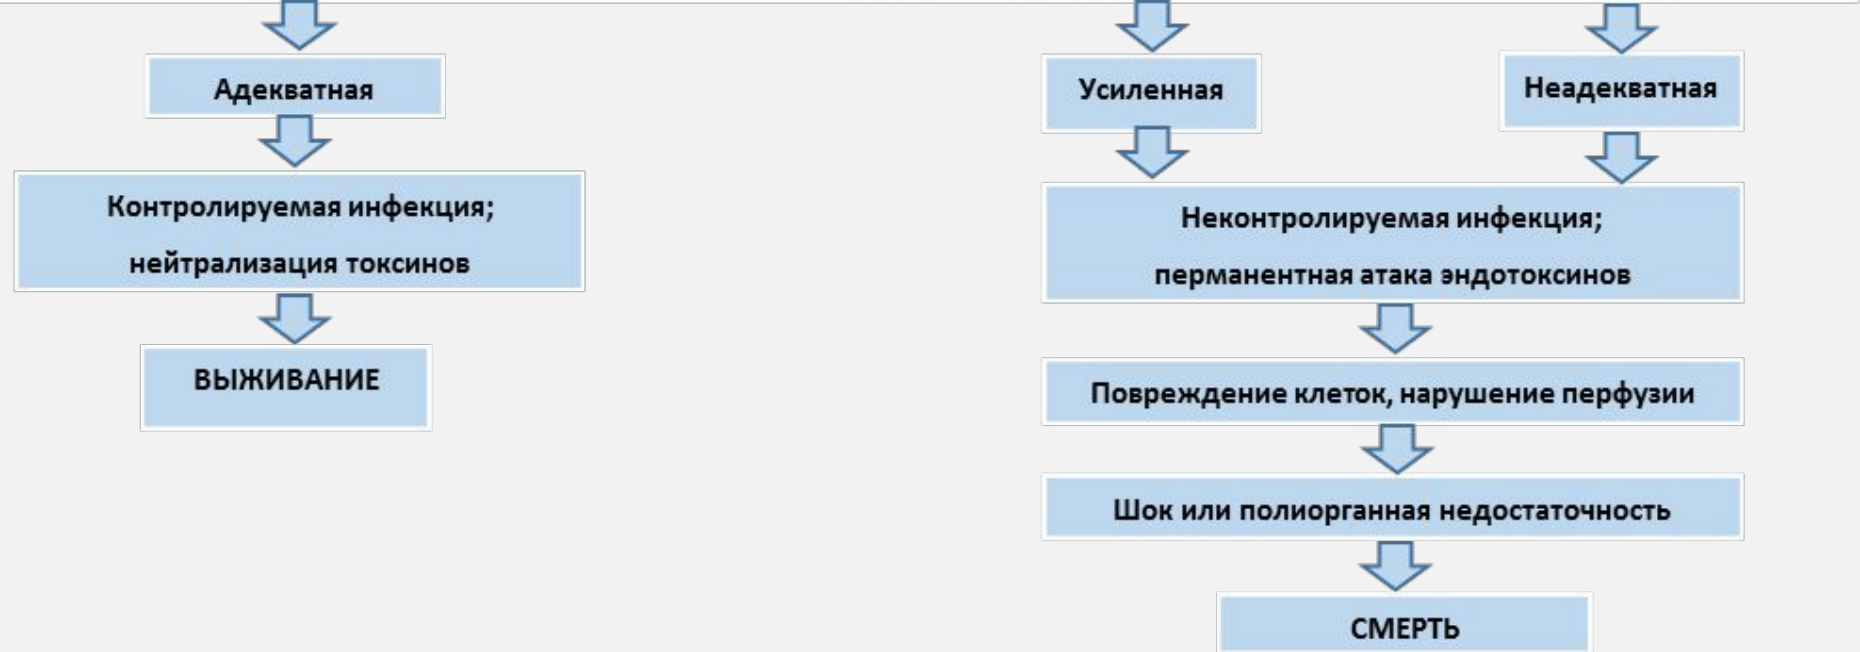 Адекватная
Усиленная
Неадекватная
Контролируемая инфекция;
нейтрализация токсинов
Неконтролируемая инфекция;
перманентная атака эндотоксинов
ВЫЖИВАНИЕ
Повреждение клеток, нарушение перфузии
Шок или полиорганная недостаточность
СМЕРТЬ